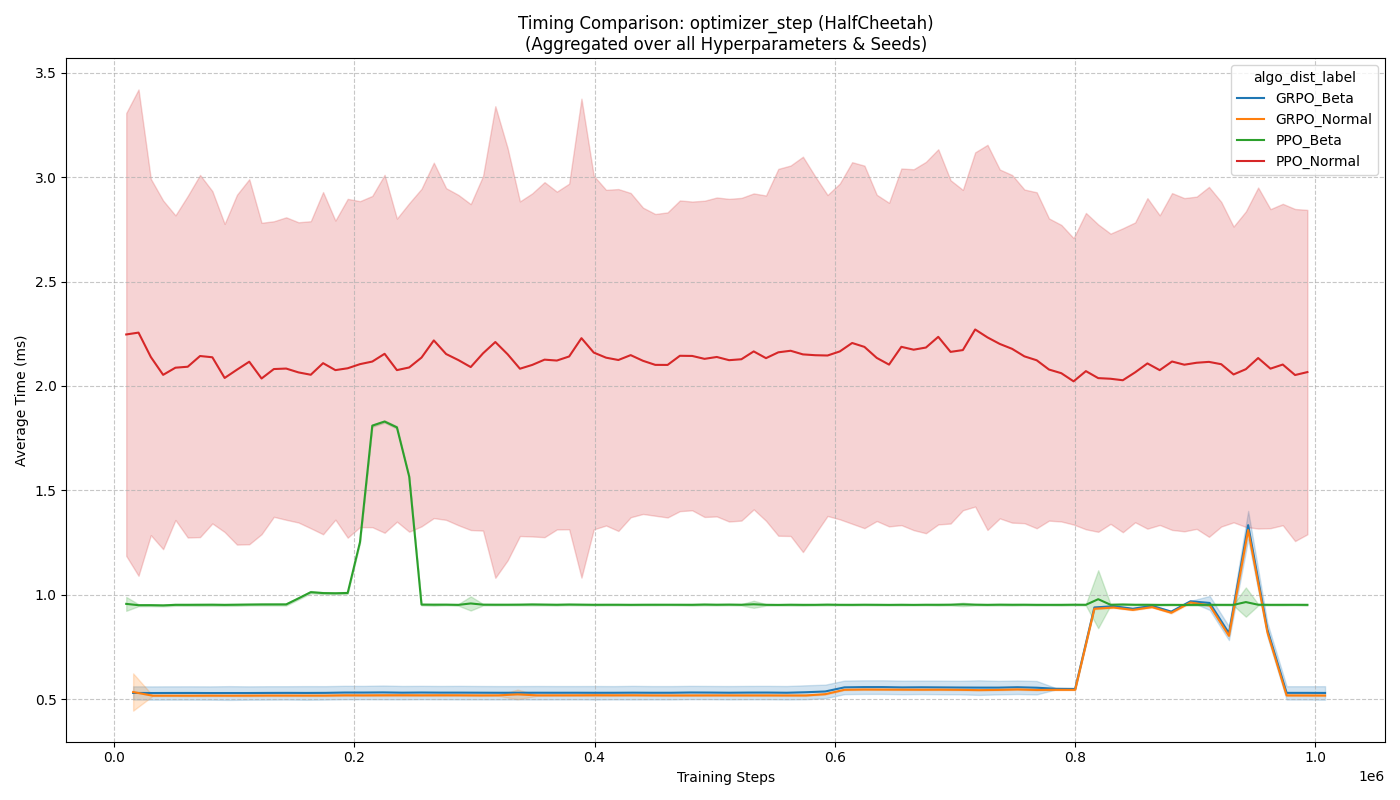 Timing Comparison: optimizer_step (HalfCheetah)
(Aggregated over all Hyperparameters & Seeds)
algo_dist_label
GRPO_Beta
GRPO_Normal
PPO_Beta
PPO_Normal
Average Time (ms)
3.5
3.0
2.5
2.0
1.5
1.0
0.5
0.0
0.2
0.4
0.6
0.8
1.0
1e6
Training Steps